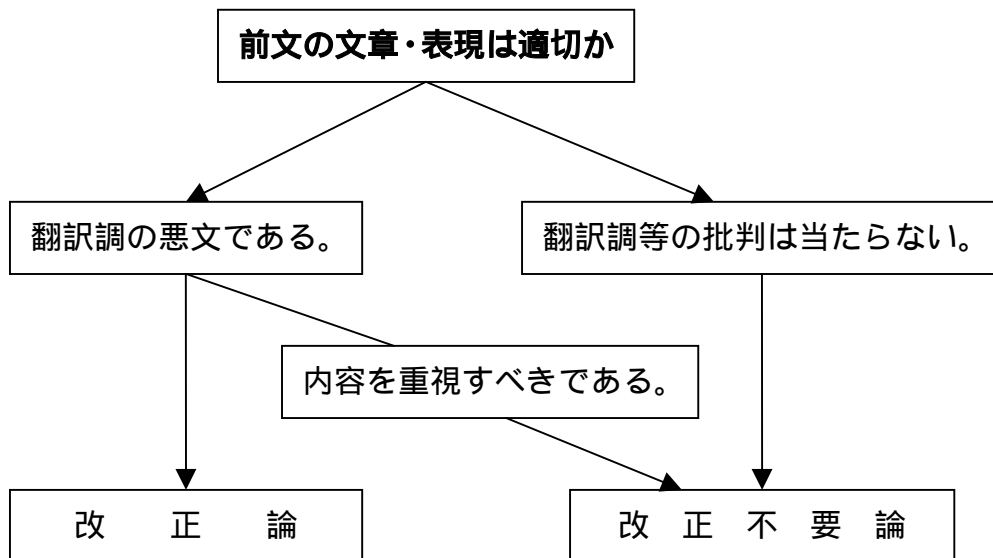 前文の文章・表現は適切か
翻訳調の悪文である。
翻訳調等の批判は当たらない。
内容を重視すべきである。
改　正　論
改　正　不　要　論